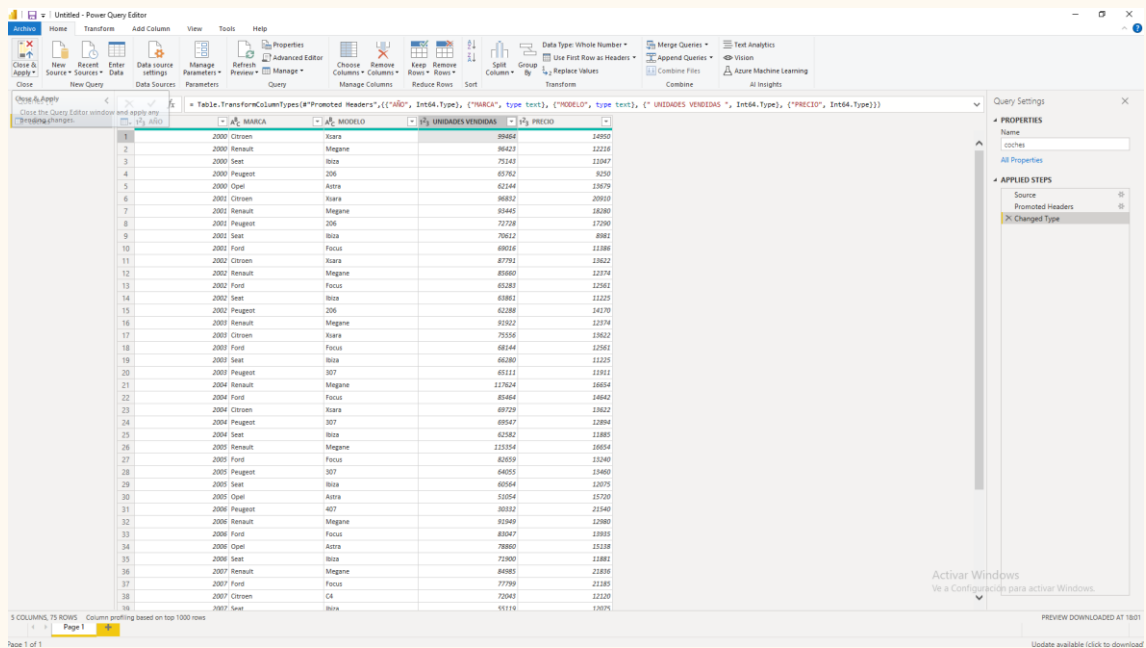 Untitled - Power Query Editor
Archivo Home Transform Add Column View Tools Help
Close & Apply
New Source
Recent Sources
Enter Data
Data source settings
Manage Parameters
Refresh Preview
Properties
Advanced Editor
Manage
Choose Columns
Remove Columns
Keep Rows
Remove Rows
Split Column
Group By
Data Type: Whole Number
Use First Row as Headers
Replace Values
Merge Queries
Append Queries
Combine Files
Text Analytics
Vision
Azure Machine Learning
Close New Query Data Sources Parameters Query Manage Columns Reduce Rows Sort Transform Combine AI Insights
Close & Apply
Close the Query Editor window and apply any pending changes.
= Table.TransformColumnTypes(#"Promoted Headers",{{"AÑO", Int64.Type}, {"MARCA", type text}, {"MODELO", type text}, {" UNIDADES VENDIDAS ", Int64.Type}, {"PRECIO", Int64.Type}})
AÑO MARCA MODELO UNIDADES VENDIDAS PRECIO
1 2000 Citroen Xsara 99464 14950
2 2000 Renault Megane 96423 12216
3 2000 Seat Ibiza 75143 11047
4 2000 Peugeot 206 65762 9250
5 2000 Opel Astra 62144 13679
6 2001 Citroen Xsara 96832 20910
7 2001 Renault Megane 93445 18280
8 2001 Peugeot 206 72728 17290
9 2001 Seat Ibiza 70612 8981
10 2001 Ford Focus 69016 11386
11 2002 Citroen Xsara 87791 13622
12 2002 Renault Megane 85660 12374
13 2002 Ford Focus 65283 12561
14 2002 Seat Ibiza 63861 11225
15 2002 Peugeot 206 62288 14170
16 2003 Renault Megane 91922 12374
17 2003 Citroen Xsara 75556 13622
18 2003 Ford Focus 68144 12561
19 2003 Seat Ibiza 66280 11225
20 2003 Peugeot 307 65111 11911
21 2004 Renault Megane 117624 16654
22 2004 Ford Focus 85464 14642
23 2004 Citroen Xsara 69729 13622
24 2004 Peugeot 307 69547 12894
25 2004 Seat Ibiza 62582 11885
26 2005 Renault Megane 115354 16654
27 2005 Ford Focus 82659 13240
28 2005 Peugeot 307 64055 13460
29 2005 Seat Ibiza 60564 12075
30 2005 Opel Astra 51054 15720
31 2006 Peugeot 407 30332 21540
32 2006 Renault Megane 91949 12980
33 2006 Ford Focus 83047 13935
34 2006 Opel Astra 78860 15138
35 2006 Seat Ibiza 71900 11881
36 2007 Renault Megane 84985 21836
37 2007 Ford Focus 77799 21185
38 2007 Citroen C4 72043 12120
39 2007 Seat Ibiza 55119 12075
Query Settings
PROPERTIES
Name
coches
All Properties
APPLIED STEPS
Source
Promoted Headers
Changed Type
Activar Windows
Ve a Configuración para activar Windows.
5 COLUMNS, 75 ROWS Column profiling based on top 1000 rows
PREVIEW DOWNLOADED AT 18:01
Page 1
Page 1 of 1
Update available (click to download)